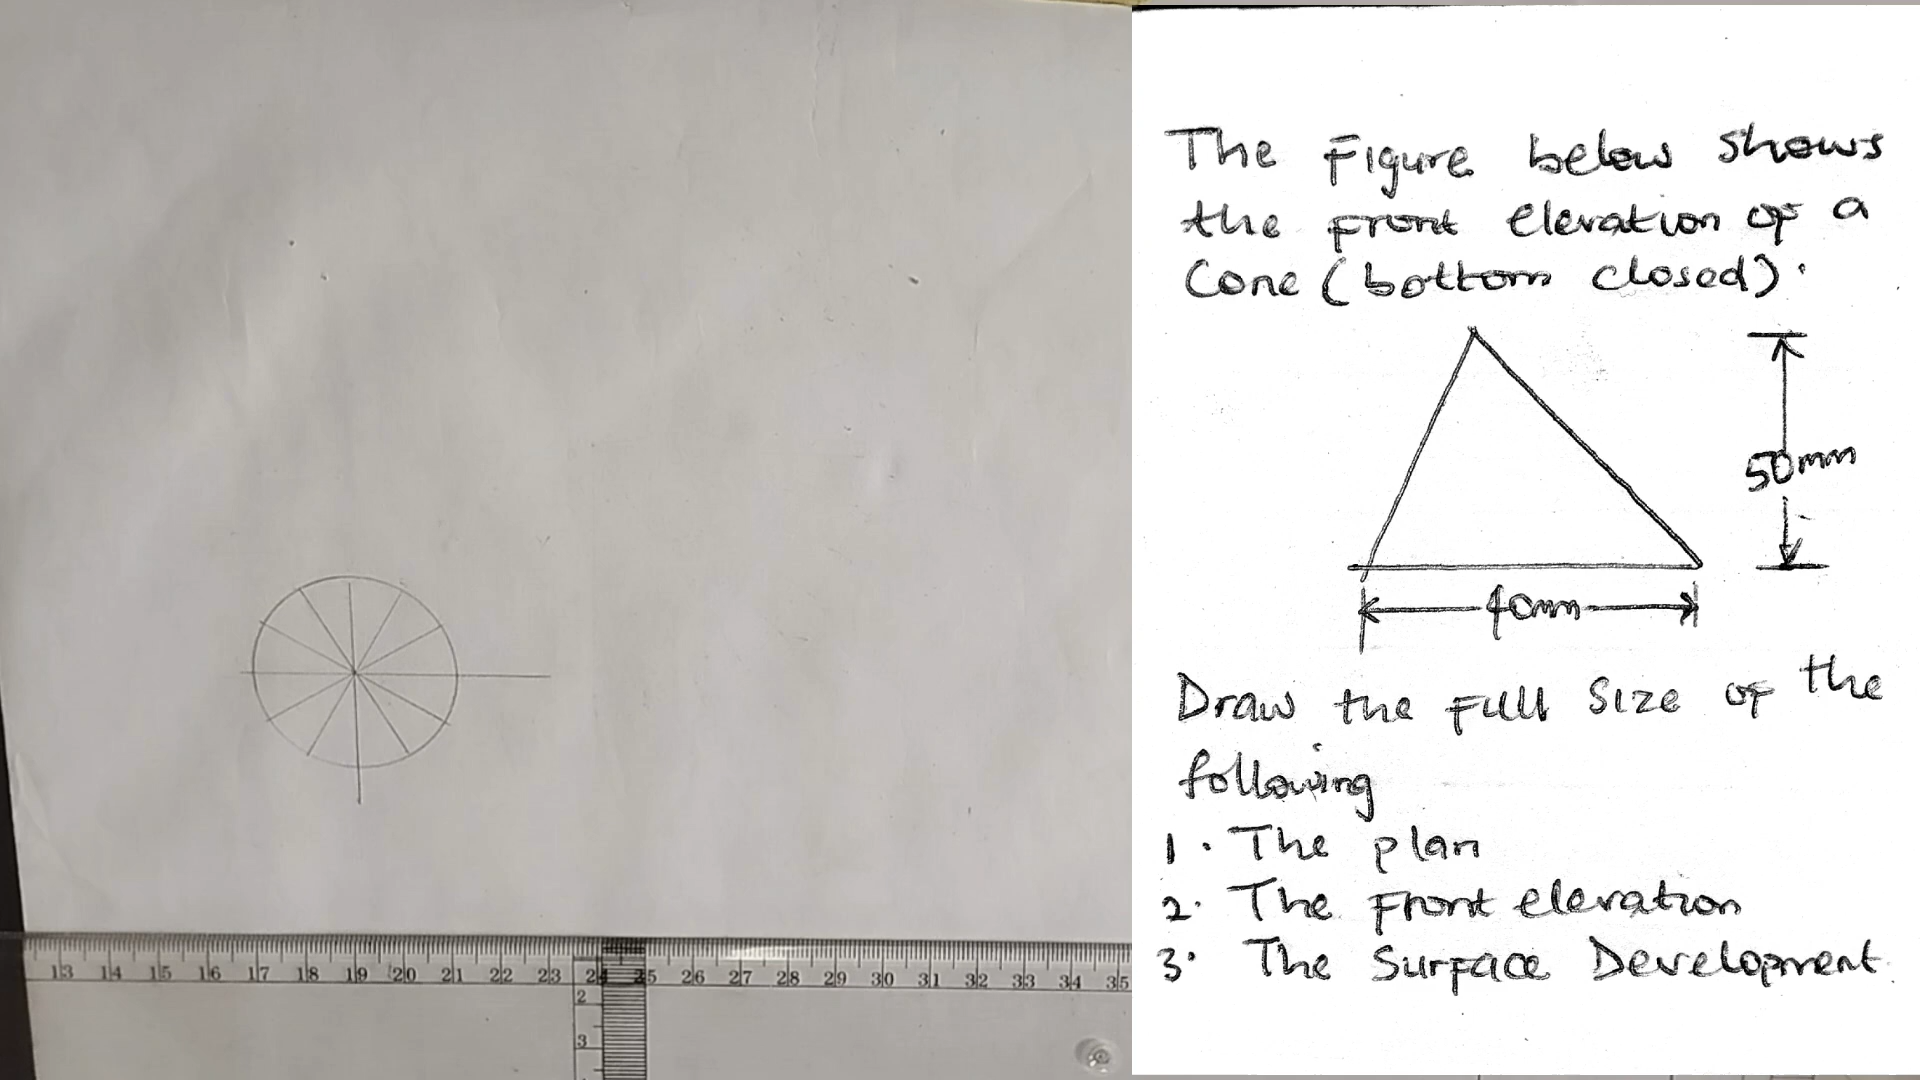 The Figure below shows
the Front elevation of a
Cone (bottom closed).
50mm
40mm
Draw the full size of the
following
1. The plan
2. The Front elevation
3. The Surface Development
13 14 15 16 17 18 19 20 21 22 23 24 25 26 27 28 29 30 31 32 33 34 35
2
3